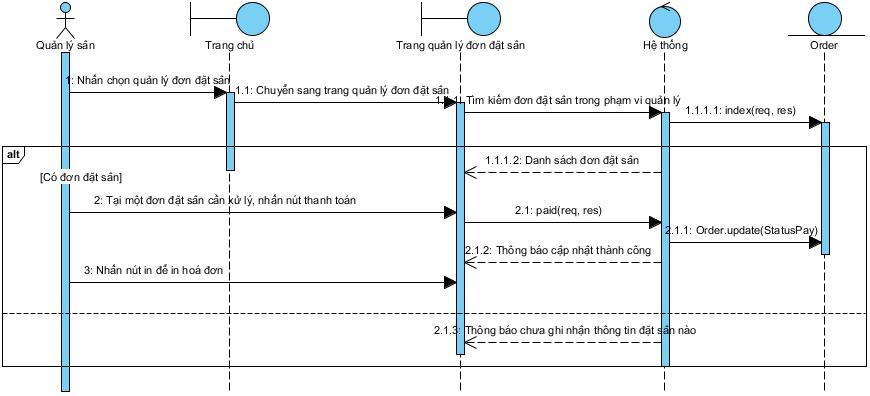 Quản lý sân
Trang chủ
Trang quản lý đơn đặt sân
Hệ thống
Order
1: Nhấn chọn quản lý đơn đặt sân
1.1: Chuyển sang trang quản lý đơn đặt sân
Tìm kiếm đơn đặt sân trong phạm vi quản lý
1.1.1.1: index(req, res)
alt
1.1.1.2: Danh sách đơn đặt sân
[Có đơn đặt sân]
2: Tại một đơn đặt sân cần xử lý, nhấn nút thanh toán
2.1: paid(req, res)
2.1.1: Order.update(StatusPay)
2.1.2: Thông báo cập nhật thành công
3: Nhấn nút in để in hoá đơn
2.1.3: Thông báo chưa ghi nhận thông tin đặt sân nào